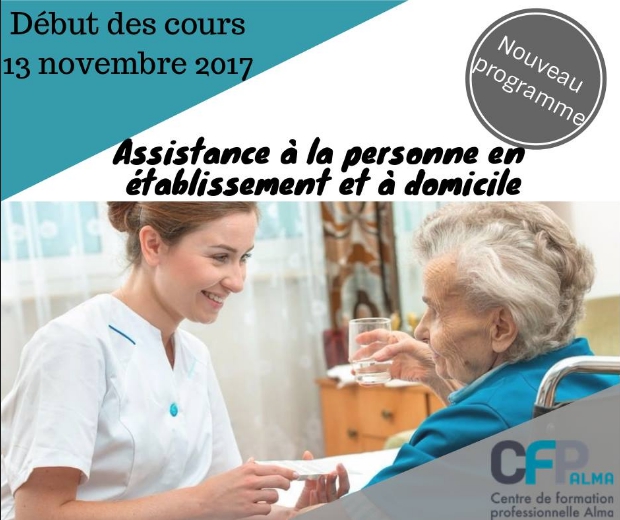 Début des cours
13 novembre 2017
Nouveau
programme
Assistance à la personne en
établissement et à domicile
CFP ALMA
Centre de formation
professionnelle Alma